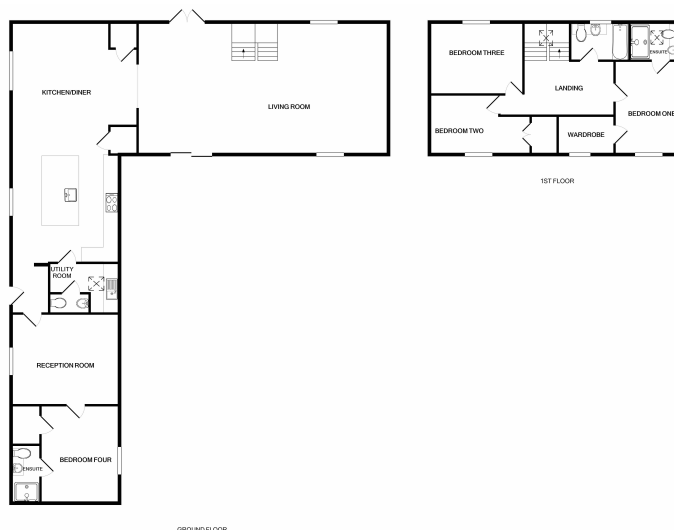 KITCHEN/DINER
LIVING ROOM
UTILITY
ROOM
RECEPTION ROOM
BEDROOM FOUR
ENSUITE
GROUND FLOOR
BEDROOM THREE
ENSUITE
LANDING
BEDROOM ONE
BEDROOM TWO
WARDROBE
1ST FLOOR